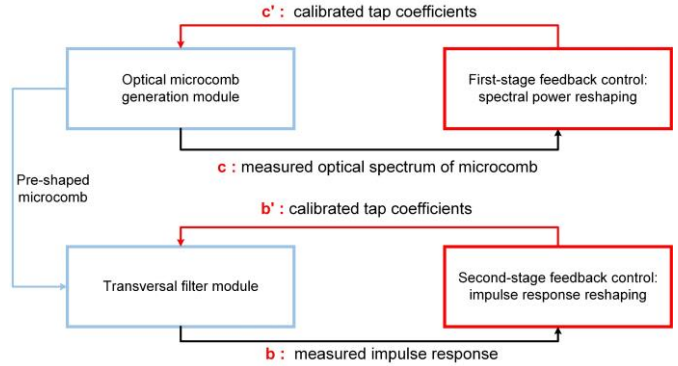 c' : calibrated tap coefficients
Optical microcomb
generation module
First-stage feedback control:
spectral power reshaping
c : measured optical spectrum of microcomb
Pre-shaped
microcomb
b' : calibrated tap coefficients
Transversal filter module
Second-stage feedback control:
impulse response reshaping
b : measured impulse response